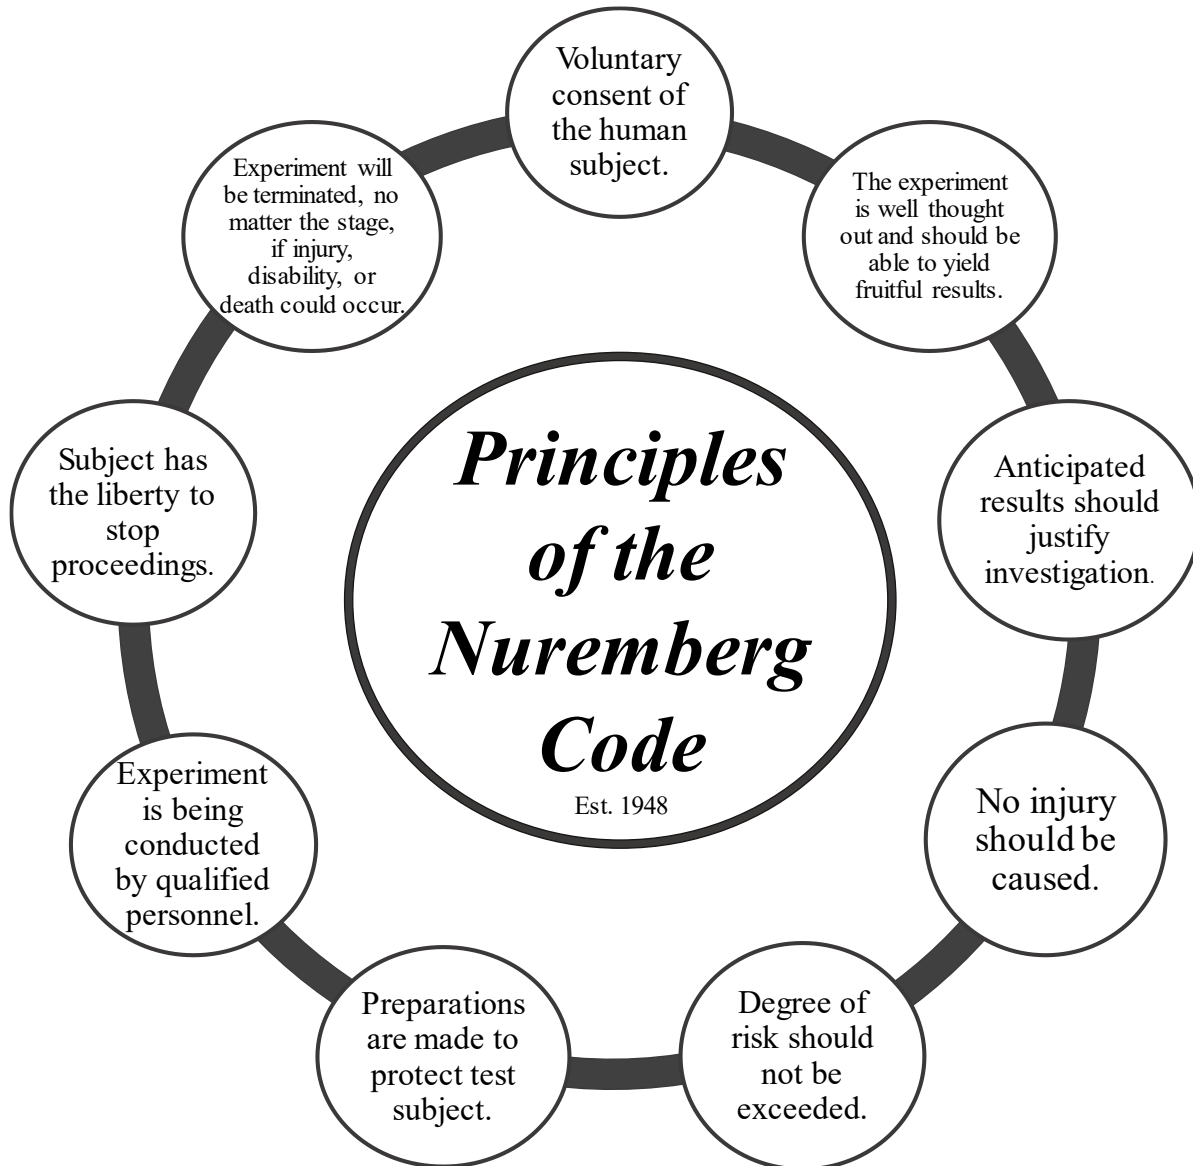 Principles
of the
Nuremberg
Code
Est. 1948
Voluntary
consent of
the human
subject.
The experiment
is well thought
out and should be
able to yield
fruitful results.
Anticipated
results should
justify
investigation.
No injury
should be
caused.
Degree of
risk should
not be
exceeded.
Preparations
are made to
protect test
subject.
Experiment
is being
conducted
by qualified
personnel.
Subject has
the liberty to
stop
proceedings.
Experiment will
be terminated, no
matter the stage,
if injury,
disability, or
death could occur.